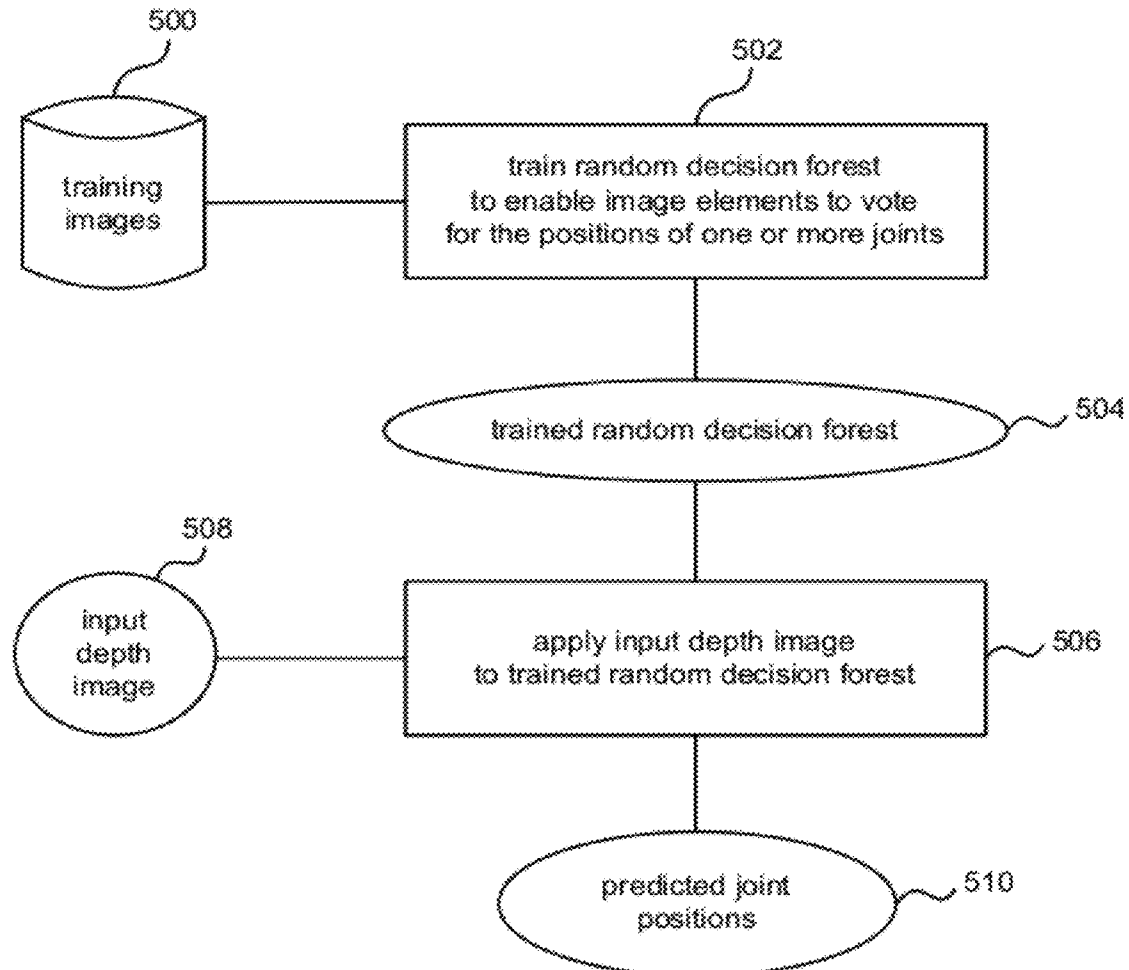 500
502
training
images
train random decision forest
to enable image elements to vote
for the positions of one or more joints
504
trained random decision forest
508
input
depth
image
apply input depth image
to trained random decision forest
506
predicted joint
positions
510